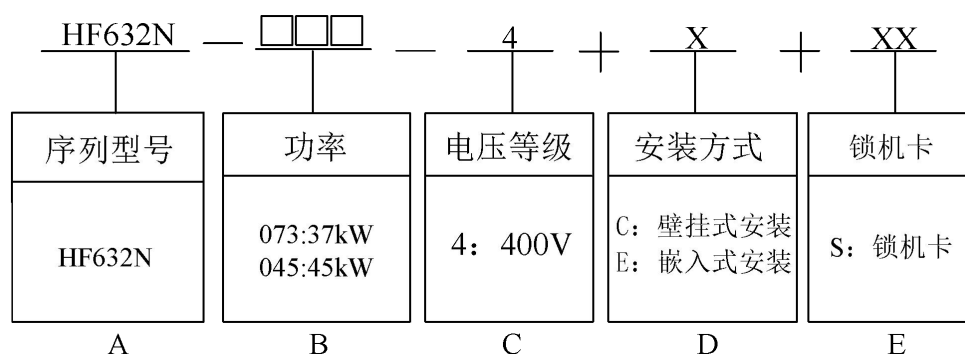 HF632N — □□□ — 4 + X + XX
序列型号 功率 电压等级 安装方式 锁机卡
HF632N
073:37kW
045:45kW
4：400V
C：壁挂式安装
E：嵌入式安装
S：锁机卡
A B C D E